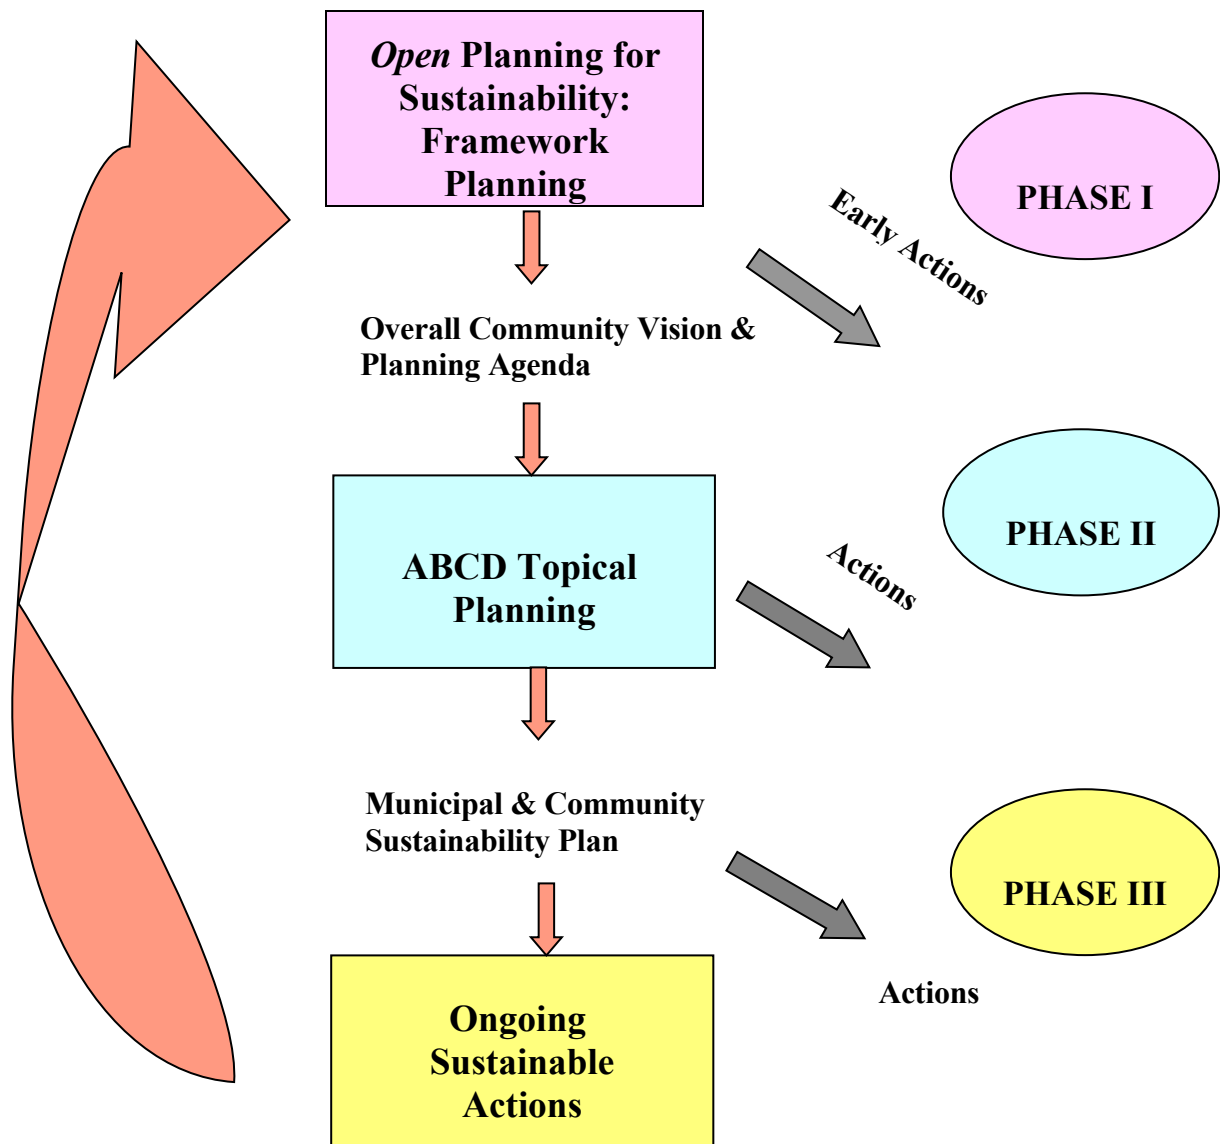 Open Planning for
Sustainability:
Framework
Planning
PHASE I
Early Actions
Overall Community Vision &
Planning Agenda
ABCD Topical
Planning
PHASE II
Actions
Municipal & Community
Sustainability Plan
PHASE III
Actions
Ongoing
Sustainable
Actions